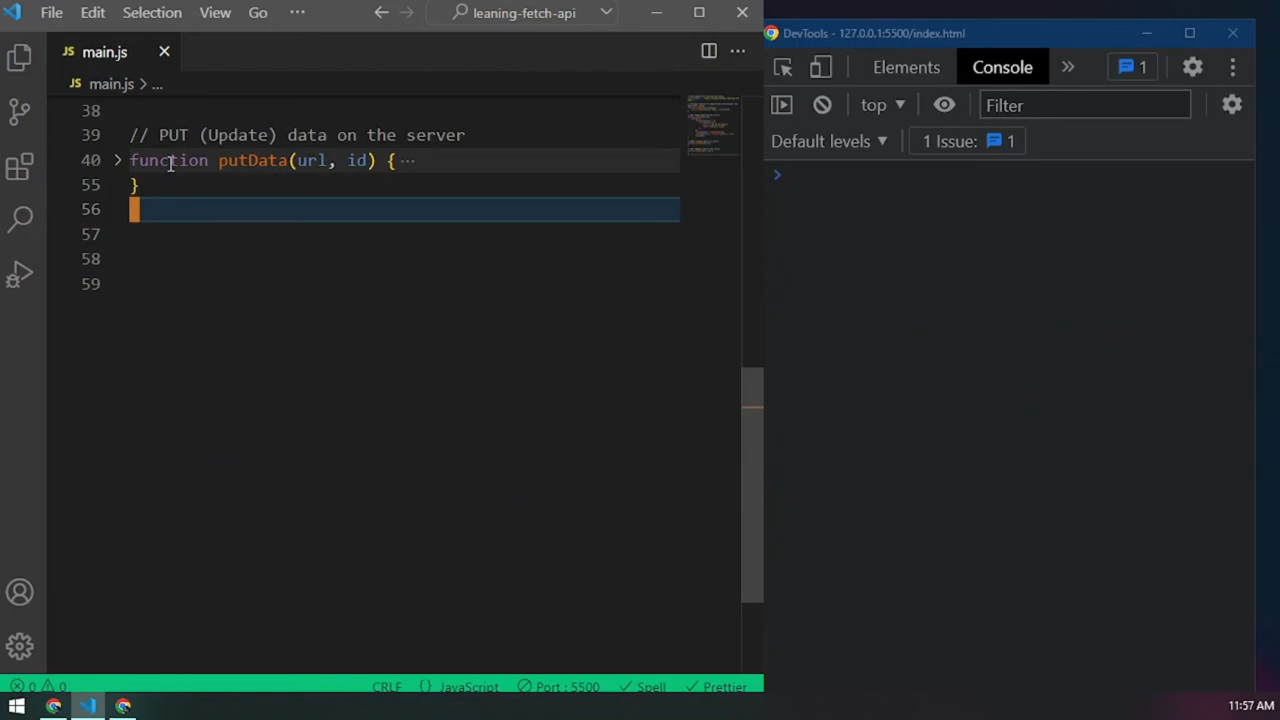 File Edit Selection View Go ··· leaning-fetch-api
DevTools - 127.0.0.1:5500/index.html
JS main.js
Elements Console 1
JS main.js > ...
top Filter
Default levels 1 Issue: 1
38
39 // PUT (Update) data on the server
40 function putData(url, id) { ···
55 }
56
57
58
59
0 0 CRLF {} JavaScript Port : 5500 Spell Prettier
11:57 AM